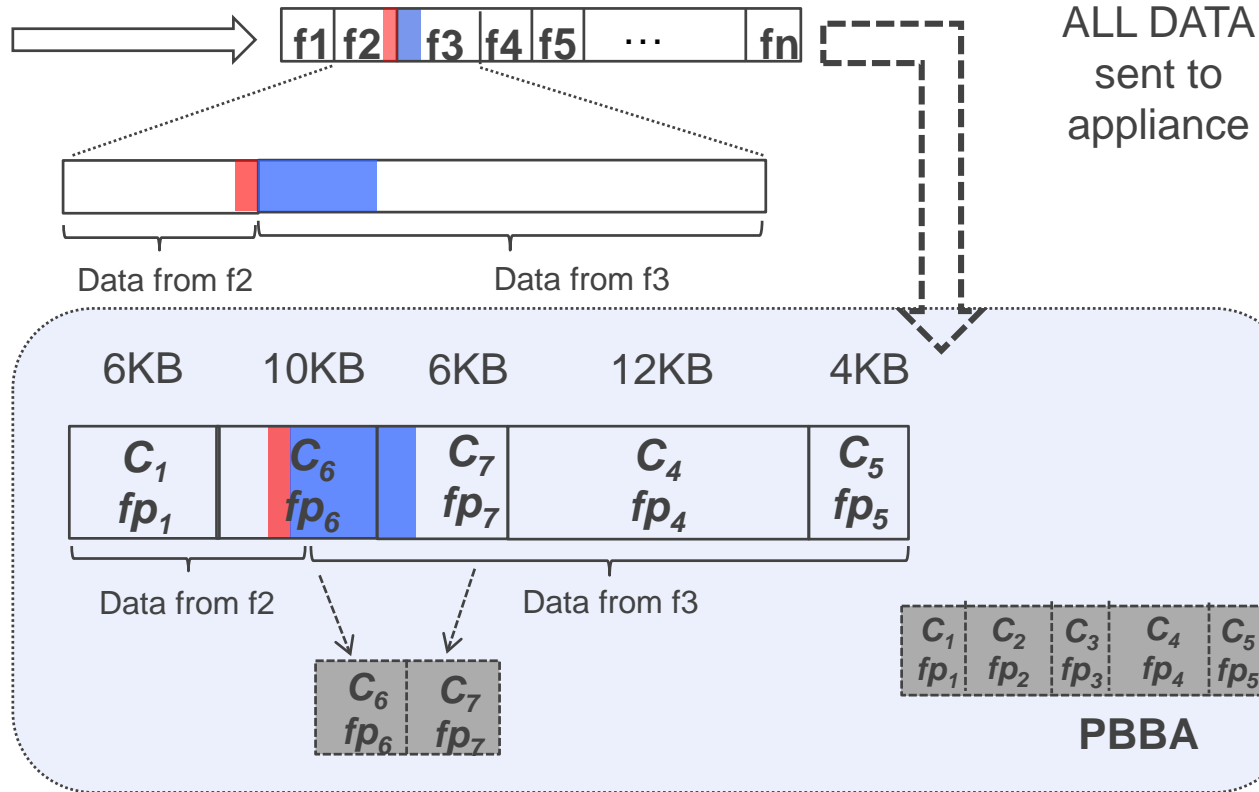 f1 f2 f3 f4 f5 ... fn
ALL DATA
sent to
appliance
Data from f2 Data from f3
6KB 10KB 6KB 12KB 4KB
C1 C6 C7 C4 C5
fp1 fp6 fp7 fp4 fp5
Data from f2 Data from f3
C1 C2 C3 C4 C5
fp1 fp2 fp3 fp4 fp5
C6 C7
fp6 fp7
PBBA